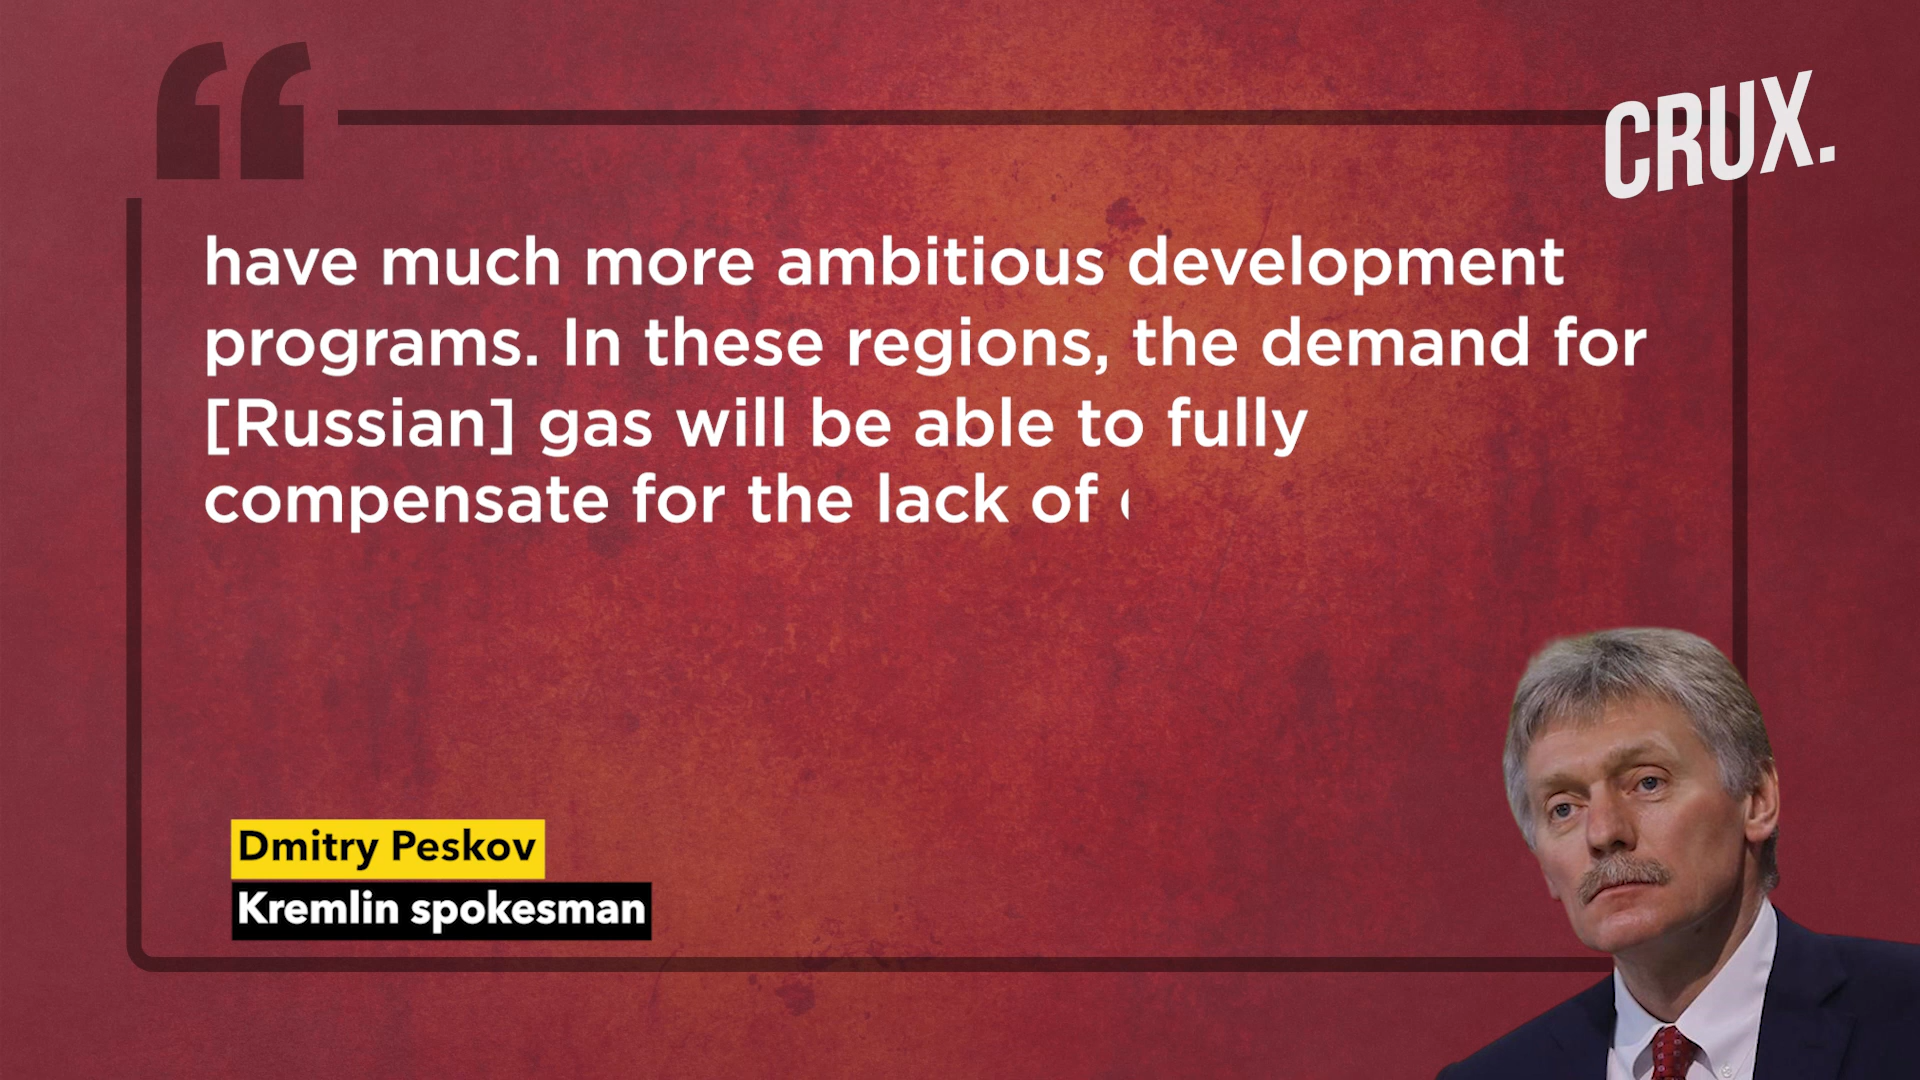 CRUX.
have much more ambitious development
programs. In these regions, the demand for
[Russian] gas will be able to fully
compensate for the lack of
Dmitry Peskov
Kremlin spokesman